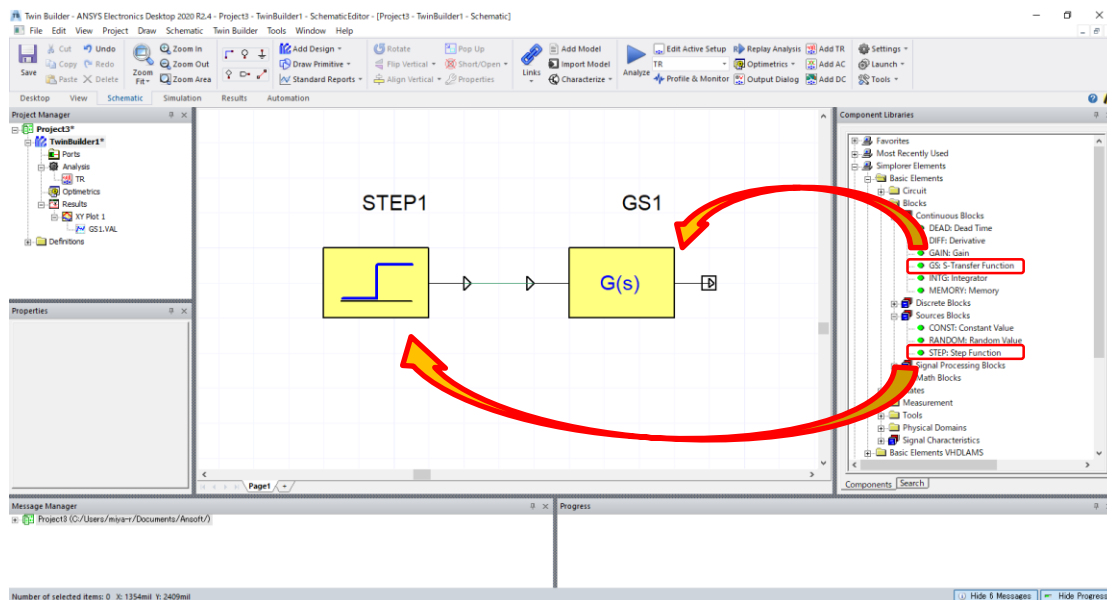 Twin Builder - ANSYS Electronics Desktop 2020 R2.4 - Project3 - TwinBuilder1 - SchematicEditor - [Project3 - TwinBuilder1 - Schematic]
File Edit View Project Draw Schematic Twin Builder Tools Window Help
Save
Cut Undo
Copy Redo
Paste Delete
Zoom Fit
Zoom In
Zoom Out
Zoom Area
Add Design
Draw Primitive
Standard Reports
Rotate
Flip Vertical
Align Vertical
Pop Up
Short/Open
Properties
Links
Add Model
Import Model
Characterize
Analyze
Edit Active Setup
TR
Profile & Monitor
Replay Analysis
Optimetrics
Output Dialog
Add TR
Add AC
Add DC
Settings
Launch
Tools
Desktop View Schematic Simulation Results Automation
Project Manager
Project3*
TwinBuilder1*
Ports
Analysis
TR
Optimetrics
Results
XY Plot 1
GS1.VAL
Definitions
Properties
STEP1
GS1
G(s)
Page1
Component Libraries
Favorites
Most Recently Used
Simplorer Elements
Basic Elements
Circuit
Blocks
Continuous Blocks
DEAD: Dead Time
DIFF: Derivative
GAIN: Gain
GS: S-Transfer Function
INTG: Integrator
MEMORY: Memory
Discrete Blocks
Sources Blocks
CONST: Constant Value
RANDOM: Random Value
STEP: Step Function
Signal Processing Blocks
Math Blocks
Measurement
Tools
Physical Domains
Signal Characteristics
Basic Elements VHDLAMS
Components Search
Message Manager
Project3 (C:/Users/miya-r/Documents/Ansoft/)
Progress
Number of selected items: 0 X: 1354mil Y: 2409mil
Hide 6 Messages
Hide Progress